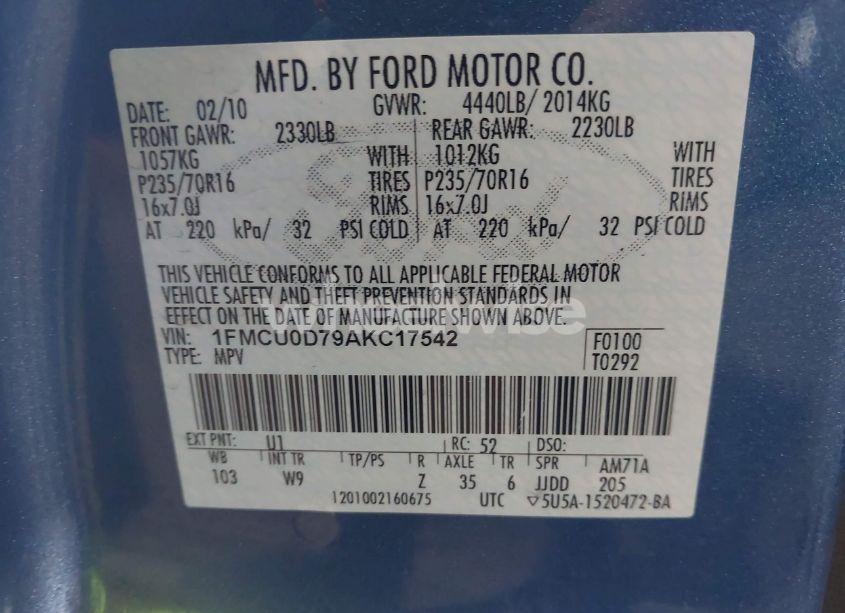 MFD. BY FORD MOTOR CO.
DATE: 02/10 GVWR: 4440LB/ 2014KG
FRONT GAWR: 2330LB REAR GAWR: 2230LB
1057KG WITH 1012KG WITH
P235/70R16 TIRES P235/70R16 TIRES
16x7.0J RIMS 16x7.0J RIMS
AT 220 kPa/ 32 PSI COLD AT 220 kPa/ 32 PSI COLD
THIS VEHICLE CONFORMS TO ALL APPLICABLE FEDERAL MOTOR
VEHICLE SAFETY AND THEFT PREVENTION STANDARDS IN
EFFECT ON THE DATE OF MANUFACTURE SHOWN ABOVE.
VIN: 1FMCU0D79AKC17542 F0100
TYPE: MPV T0292
EXT PNT: U1 RC: 52 DSO:
WB INT TR TP/PS R AXLE TR SPR AM71A
103 W9 Z 35 6 JJDD 205
1201002160675 UTC ▽5U5A-1520472-BA